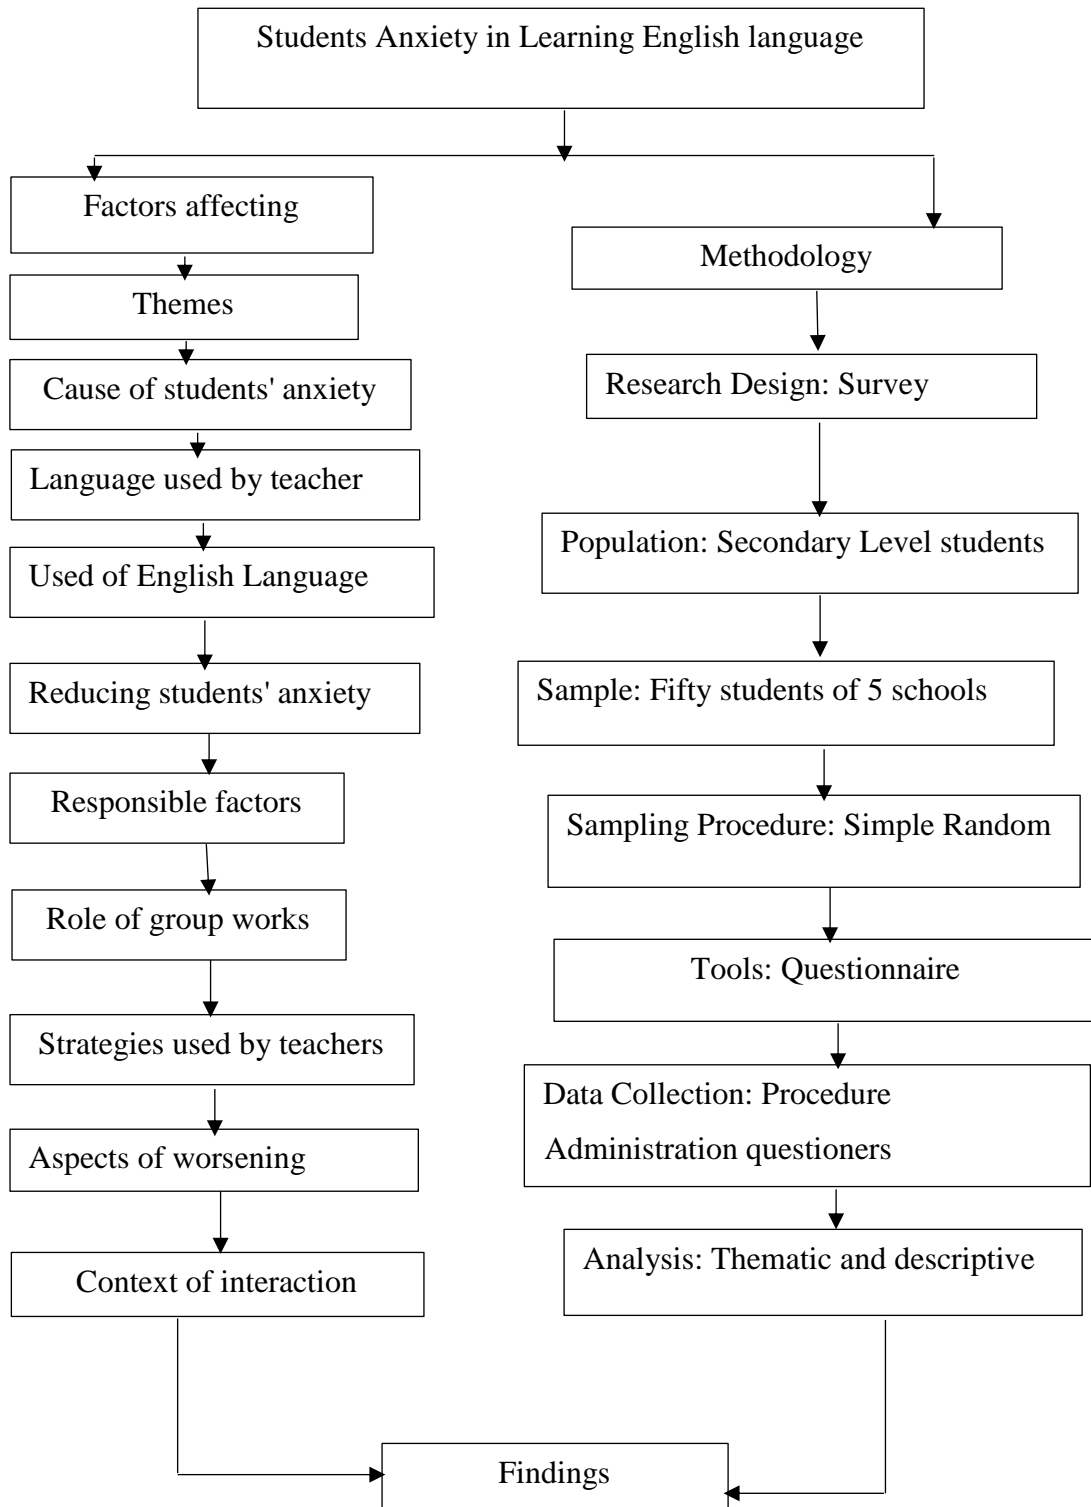 Students Anxiety in Learning English language
Factors affecting
Themes
Cause of students' anxiety
Language used by teacher
Used of English Language
Reducing students' anxiety
Responsible factors
Role of group works
Strategies used by teachers
Aspects of worsening
Context of interaction
Methodology
Research Design: Survey
Population: Secondary Level students
Sample: Fifty students of 5 schools
Sampling Procedure: Simple Random
Tools: Questionnaire
Data Collection: Procedure
Administration questioners
Analysis: Thematic and descriptive
Findings